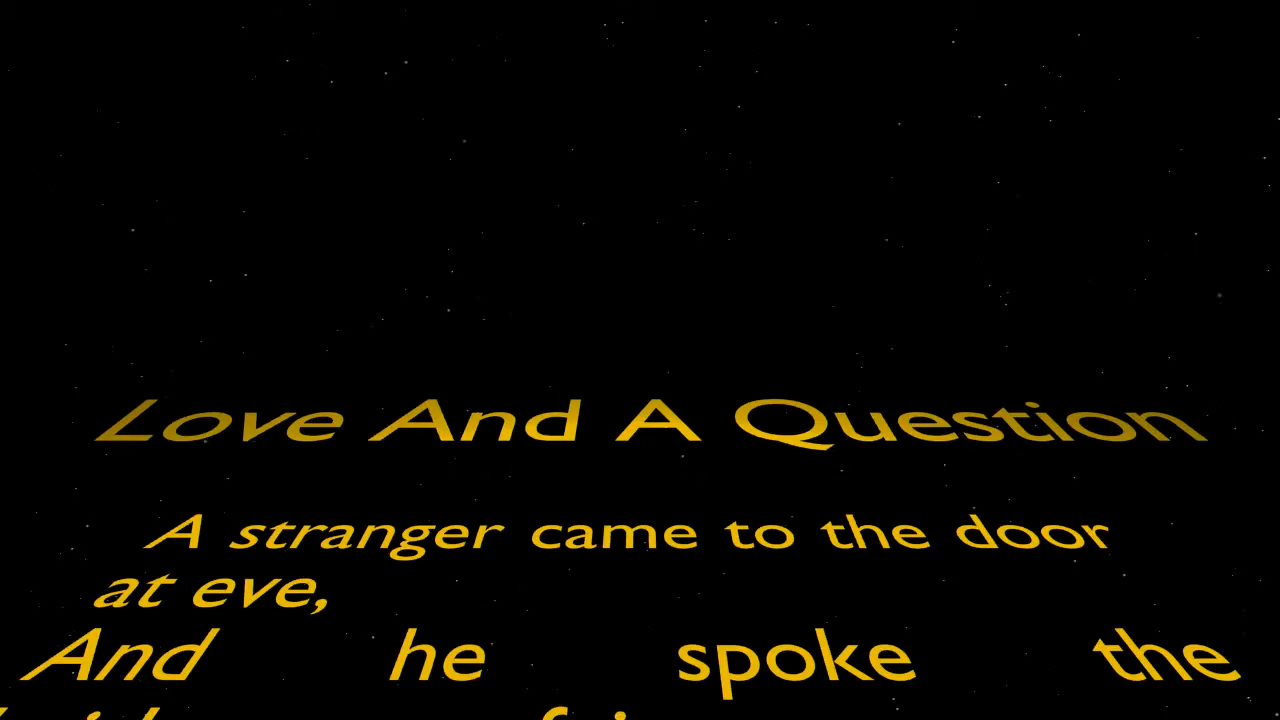 Love And A Question
A stranger came to the door
at eve,
And he spoke the